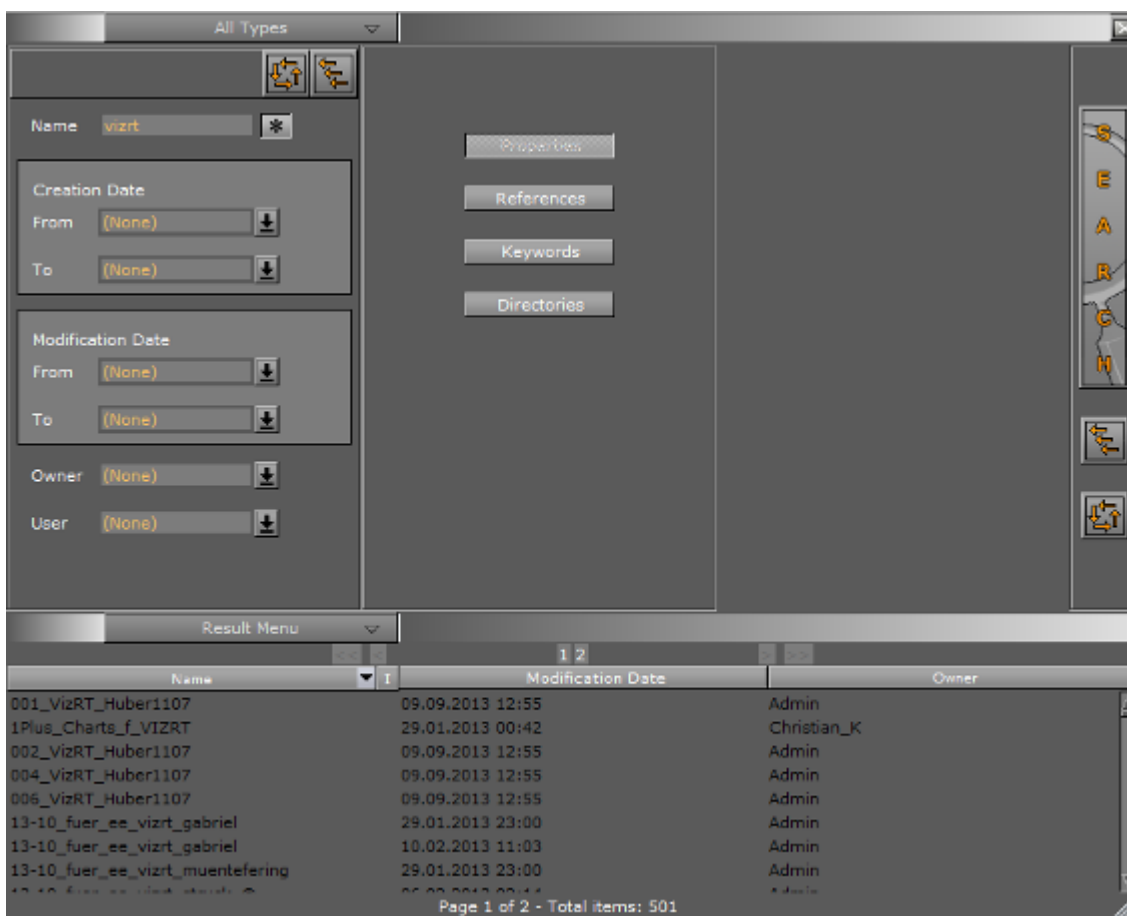 All Types
Name vizrt *
Properties
Creation Date
References
From (None)
Keywords
To (None)
Directories
Modification Date
From (None)
To (None)
Owner (None)
User (None)
SEARCH
Result Menu
<< < 1 2 > >>
Name I Modification Date Owner
001_VizRT_Huber1107 09.09.2013 12:55 Admin
1Plus_Charts_f_VIZRT 29.01.2013 00:42 Christian_K
002_VizRT_Huber1107 09.09.2013 12:55 Admin
004_VizRT_Huber1107 09.09.2013 12:55 Admin
006_VizRT_Huber1107 09.09.2013 12:55 Admin
13-10_fuer_ee_vizrt_gabriel 29.01.2013 23:00 Admin
13-10_fuer_ee_vizrt_gabriel 10.02.2013 11:03 Admin
13-10_fuer_ee_vizrt_muentefering 29.01.2013 23:00 Admin
Page 1 of 2 - Total items: 501